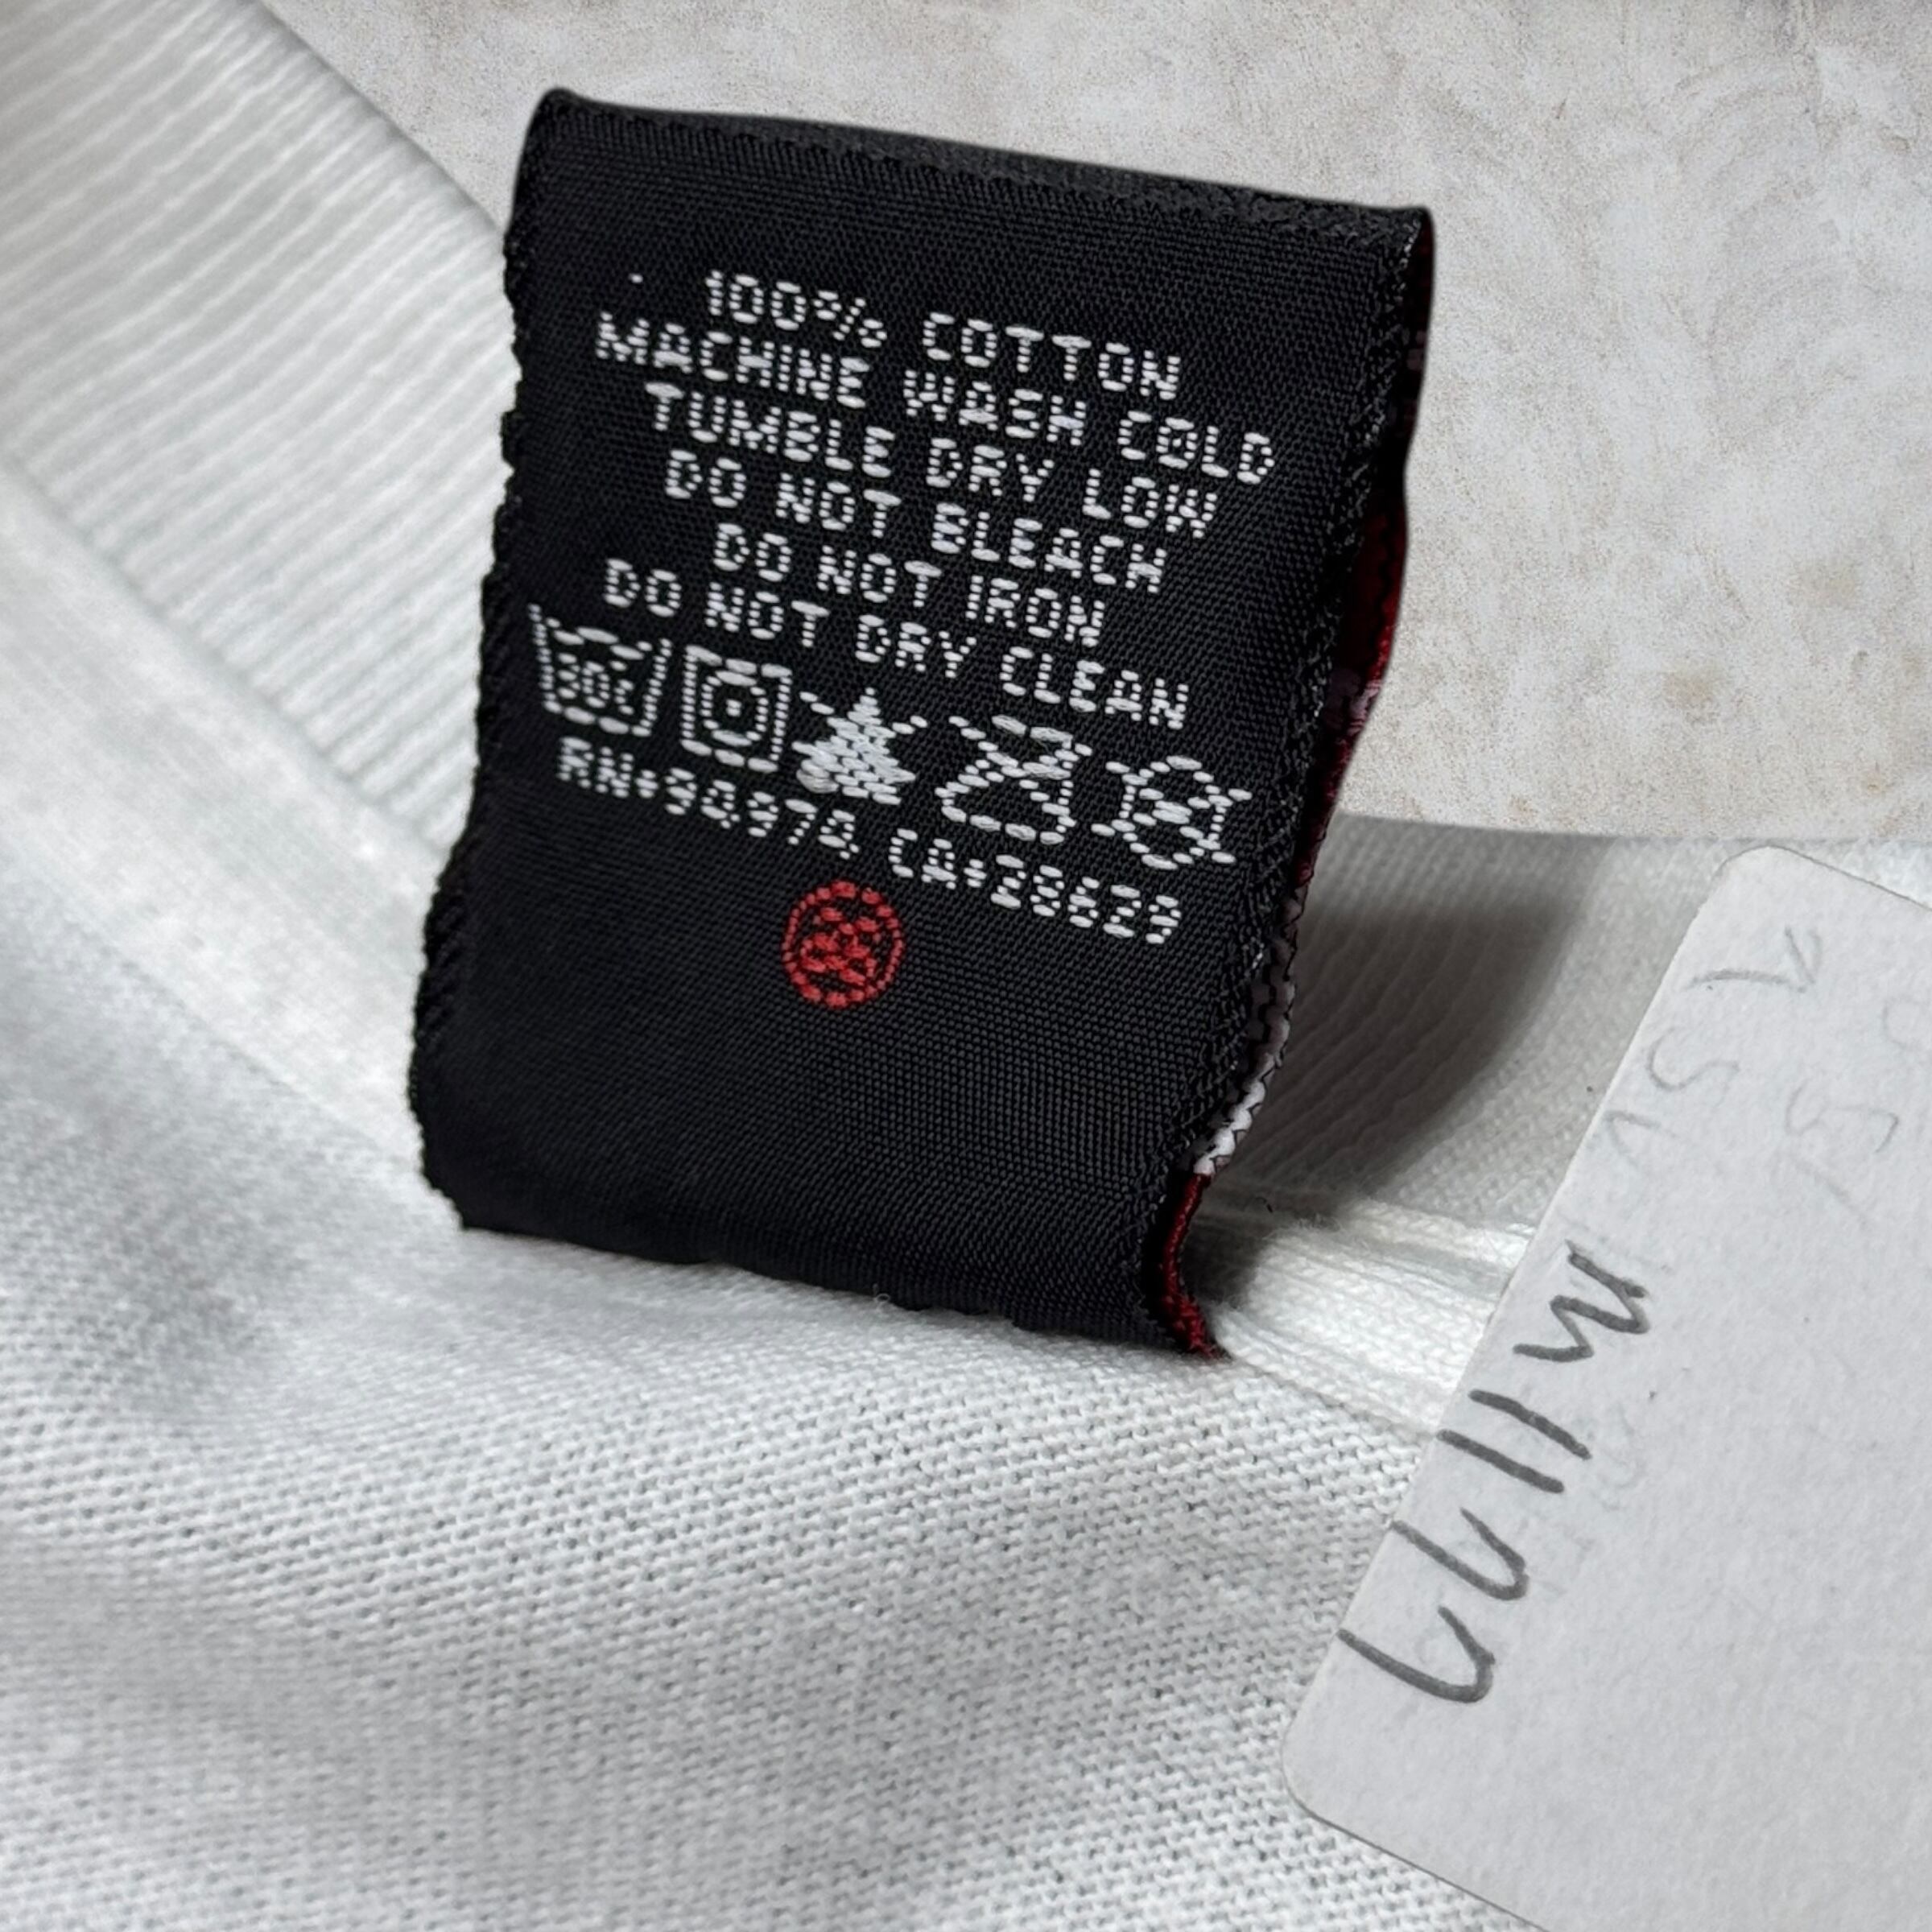 100% COTTON
MACHINE WASH COLD
TUMBLE DRY LOW
DO NOT BLEACH
DO NOT IRON
DO NOT DRY CLEAN
30c
RN#94974 CA#28629